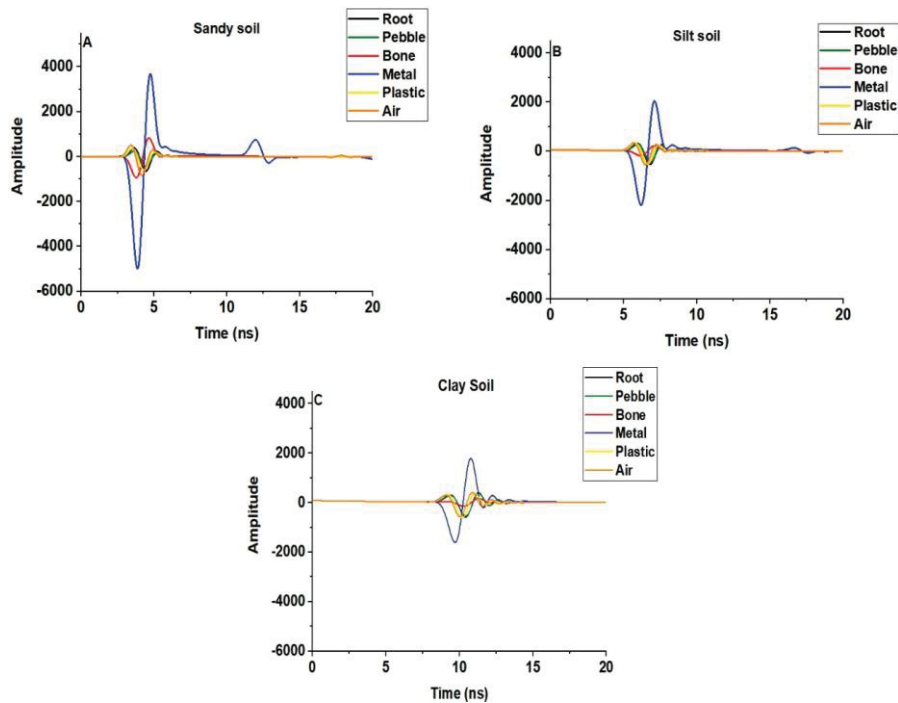 Sandy soil
A
Root
Pebble
Bone
Metal
Plastic
Air
4000
2000
0
-2000
-4000
-6000
Amplitude
0 5 10 15 20
Time (ns)
Silt soil
B
Root
Pebble
Bone
Metal
Plastic
Air
4000
2000
0
-2000
-4000
-6000
Amplitude
0 5 10 15 20
Time (ns)
Clay Soil
C
Root
Pebble
Bone
Metal
Plastic
Air
4000
2000
0
-2000
-4000
-6000
Amplitude
0 5 10 15 20
Time (ns)